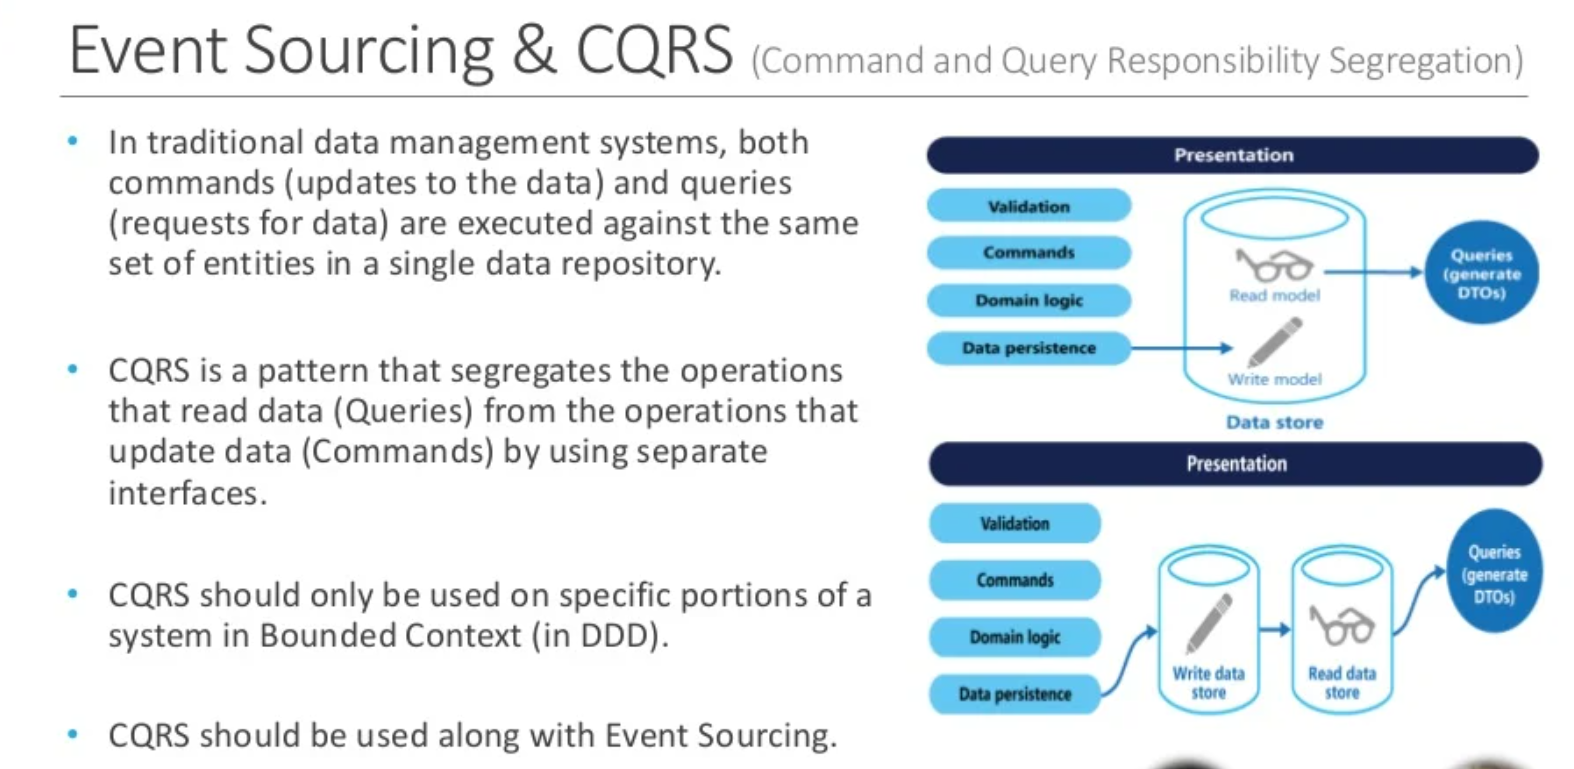 Event Sourcing & CQRS (Command and Query Responsibility Segregation)
• In traditional data management systems, both
commands (updates to the data) and queries
(requests for data) are executed against the same
set of entities in a single data repository.
• CQRS is a pattern that segregates the operations
that read data (Queries) from the operations that
update data (Commands) by using separate
interfaces.
• CQRS should only be used on specific portions of a
system in Bounded Context (in DDD).
• CQRS should be used along with Event Sourcing.
Presentation
Validation
Commands
Domain logic
Data persistence
Read model
Write model
Data store
Queries
(generate
DTOs)
Presentation
Validation
Commands
Domain logic
Data persistence
Write data
store
Read data
store
Queries
(generate
DTOs)